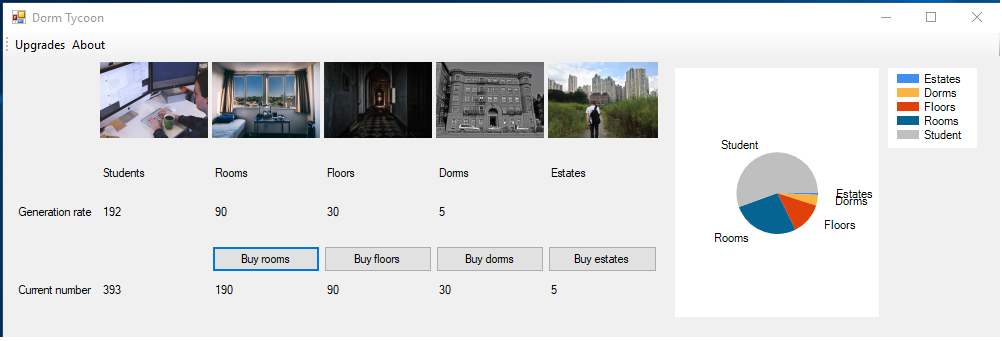 Dorm Tycoon
Upgrades About
Students Rooms Floors Dorms Estates
Generation rate 192 90 30 5
Buy rooms Buy floors Buy dorms Buy estates
Current number 393 190 90 30 5
Student
Estates
Dorms
Floors
Rooms
Estates
Dorms
Floors
Rooms
Student